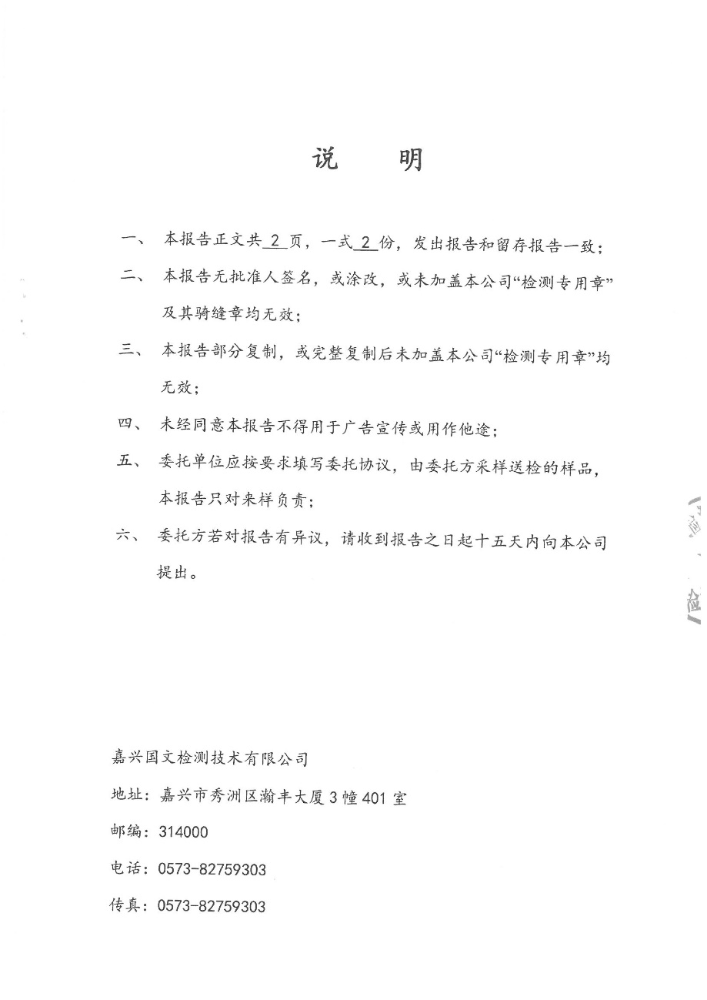 说 明
一、 本报告正文共 2 页，一式 2 份，发出报告和留存报告一致；
二、 本报告无批准人签名，或涂改，或未加盖本公司“检测专用章”
及其骑缝章均无效；
三、 本报告部分复制，或完整复制后未加盖本公司“检测专用章”均
无效；
四、 未经同意本报告不得用于广告宣传或用作他途；
五、 委托单位应按要求填写委托协议，由委托方采样送检的样品，
本报告只对来样负责；
六、 委托方若对报告有异议，请收到报告之日起十五天内向本公司
提出。
嘉兴国文检测技术有限公司
地址：嘉兴市秀洲区瀚丰大厦 3 幢 401 室
邮编：314000
电话：0573-82759303
传真：0573-82759303